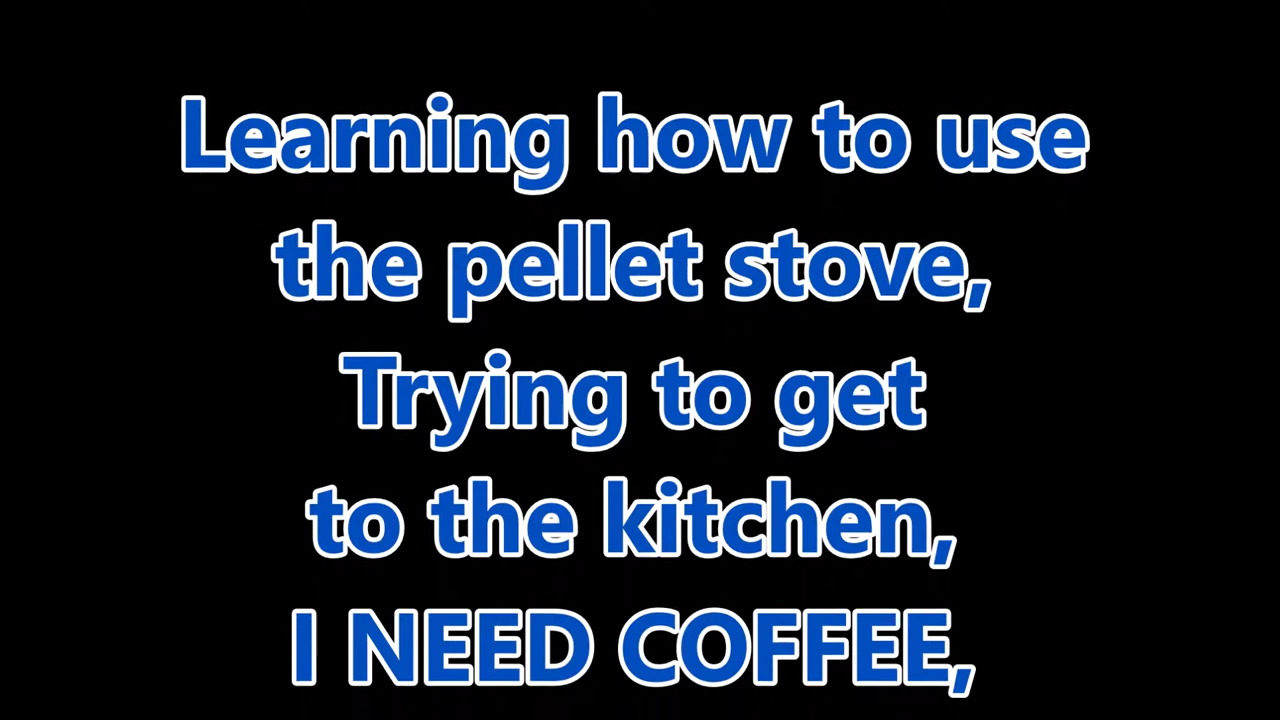 Learning how to use
the pellet stove,
Trying to get
to the kitchen,
I NEED COFFEE,